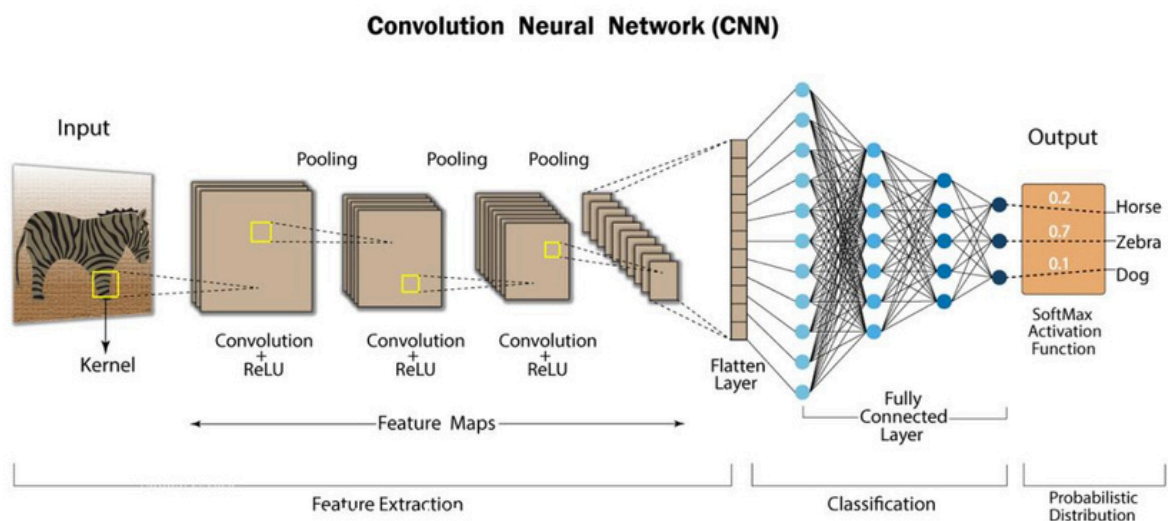 Convolution Neural Network (CNN)
Input
Kernel
Pooling
Pooling
Pooling
Convolution
+
ReLU
Convolution
+
ReLU
Convolution
+
ReLU
Feature Maps
Flatten
Layer
Fully
Connected
Layer
Output
0.2
Horse
0.7
Zebra
0.1
Dog
SoftMax
Activation
Function
Feature Extraction
Classification
Probabilistic
Distribution